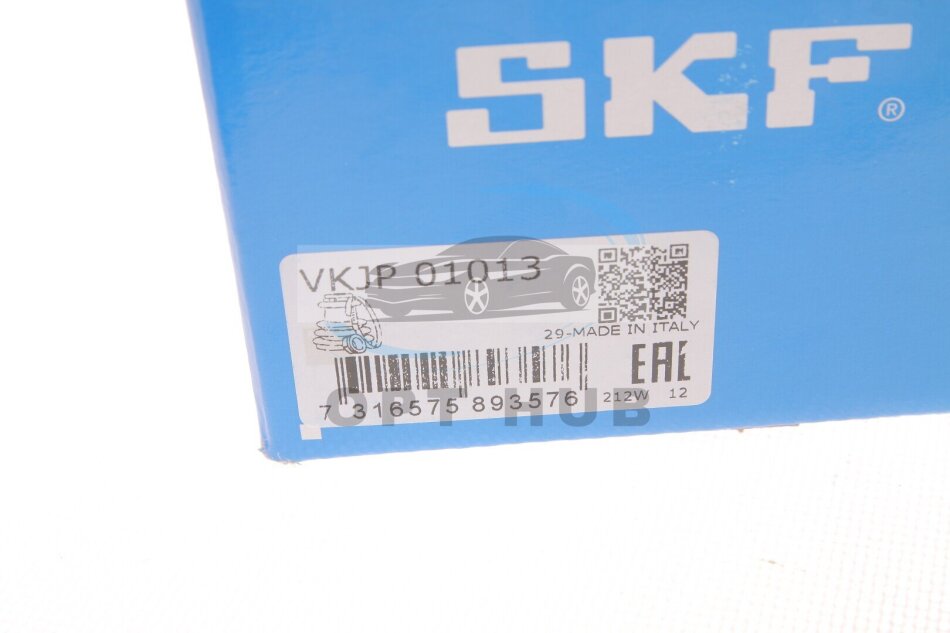 SKF®
VKJP 01013
29-MADE IN ITALY
EAC
7 316575 893576
212W 12
OPT HUB